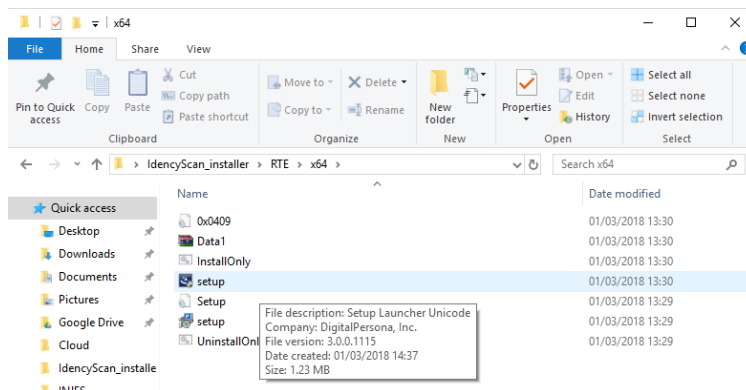 x64
File Home Share View
Pin to Quick access
Copy
Paste
Cut
Copy path
Paste shortcut
Clipboard
Move to
Copy to
Delete
Rename
Organize
New folder
New
Properties
Open
Edit
History
Open
Select all
Select none
Invert selection
Select
IdencyScan_installer > RTE > x64 >
Search x64
Name Date modified
Quick access
Desktop
Downloads
Documents
Pictures
Google Drive
Cloud
IdencyScan_installe
0x0409 01/03/2018 13:30
Data1 01/03/2018 13:30
InstallOnly 01/03/2018 13:30
setup 01/03/2018 13:30
Setup 01/03/2018 13:29
setup 01/03/2018 13:29
UninstallOnl 01/03/2018 13:29
File description: Setup Launcher Unicode
Company: DigitalPersona, Inc.
File version: 3.0.0.1115
Date created: 01/03/2018 14:37
Size: 1.23 MB